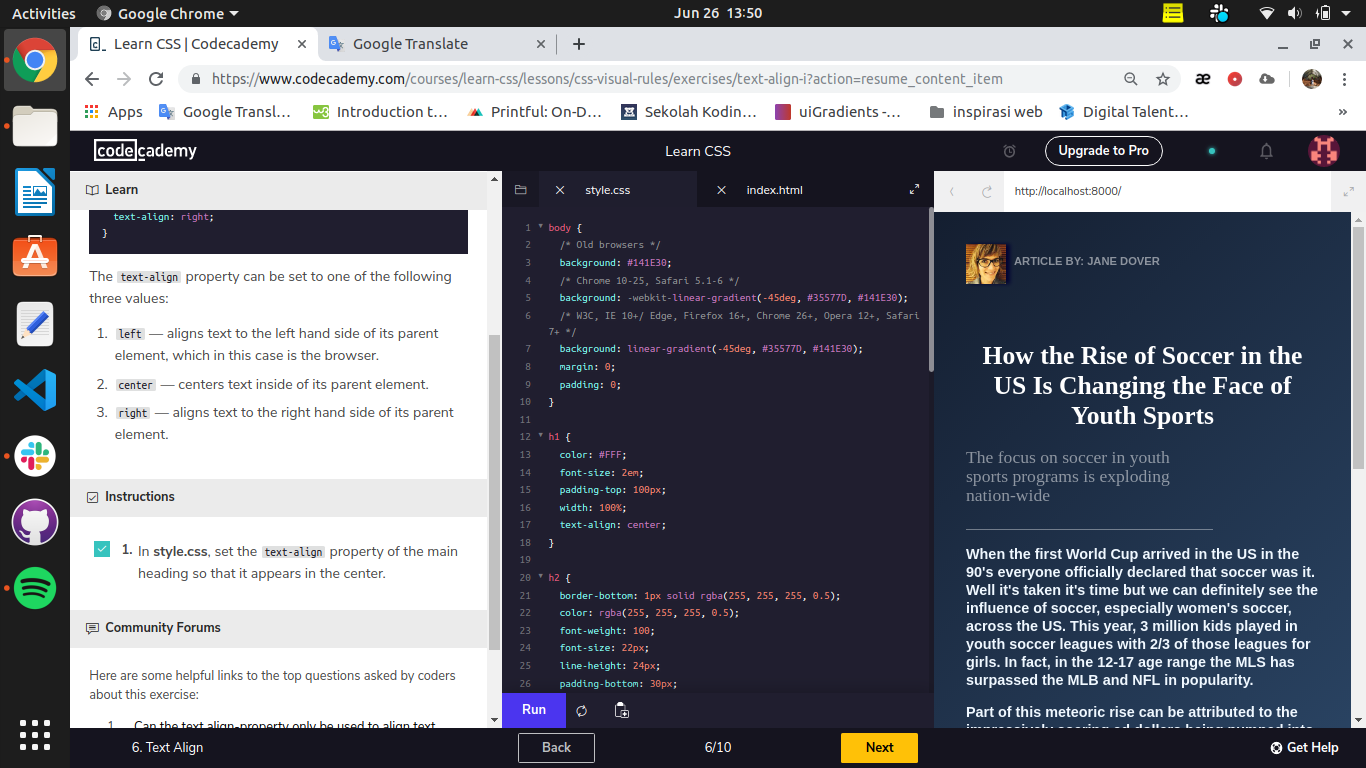 Activities
Google Chrome
Jun 26 13:50
Learn CSS | Codecademy
Google Translate
https://www.codecademy.com/courses/learn-css/lessons/css-visual-rules/exercises/text-align-i?action=resume_content_item
Apps
Google Transl…
Introduction t…
Printful: On-D…
Sekolah Kodin…
uiGradients -…
inspirasi web
Digital Talent…
»
codecademy
Learn CSS
Upgrade to Pro
Learn
text-align: right;
}
The text-align property can be set to one of the following
three values:
1. left — aligns text to the left hand side of its parent
element, which in this case is the browser.
2. center — centers text inside of its parent element.
3. right — aligns text to the right hand side of its parent
element.
Instructions
1. In style.css, set the text-align property of the main
heading so that it appears in the center.
Community Forums
Here are some helpful links to the top questions asked by coders
about this exercise:
1. Can the text align-property only be used to align text
style.css
index.html
1 body {
2 /* Old browsers */
3 background: #141E30;
4 /* Chrome 10-25, Safari 5.1-6 */
5 background: -webkit-linear-gradient(-45deg, #35577D, #141E30);
6 /* W3C, IE 10+/ Edge, Firefox 16+, Chrome 26+, Opera 12+, Safari
7+ */
7 background: linear-gradient(-45deg, #35577D, #141E30);
8 margin: 0;
9 padding: 0;
10 }
11
12 h1 {
13 color: #FFF;
14 font-size: 2em;
15 padding-top: 100px;
16 width: 100%;
17 text-align: center;
18 }
19
20 h2 {
21 border-bottom: 1px solid rgba(255, 255, 255, 0.5);
22 color: rgba(255, 255, 255, 0.5);
23 font-weight: 100;
24 font-size: 22px;
25 line-height: 24px;
26 padding-bottom: 30px;
Run
http://localhost:8000/
ARTICLE BY: JANE DOVER
How the Rise of Soccer in the
US Is Changing the Face of
Youth Sports
The focus on soccer in youth
sports programs is exploding
nation-wide
When the first World Cup arrived in the US in the
90's everyone officially declared that soccer was it.
Well it's taken it's time but we can definitely see the
influence of soccer, especially women's soccer,
across the US. This year, 3 million kids played in
youth soccer leagues with 2/3 of those leagues for
girls. In fact, in the 12-17 age range the MLS has
surpassed the MLB and NFL in popularity.
Part of this meteoric rise can be attributed to the
6. Text Align
Back
6/10
Next
Get Help